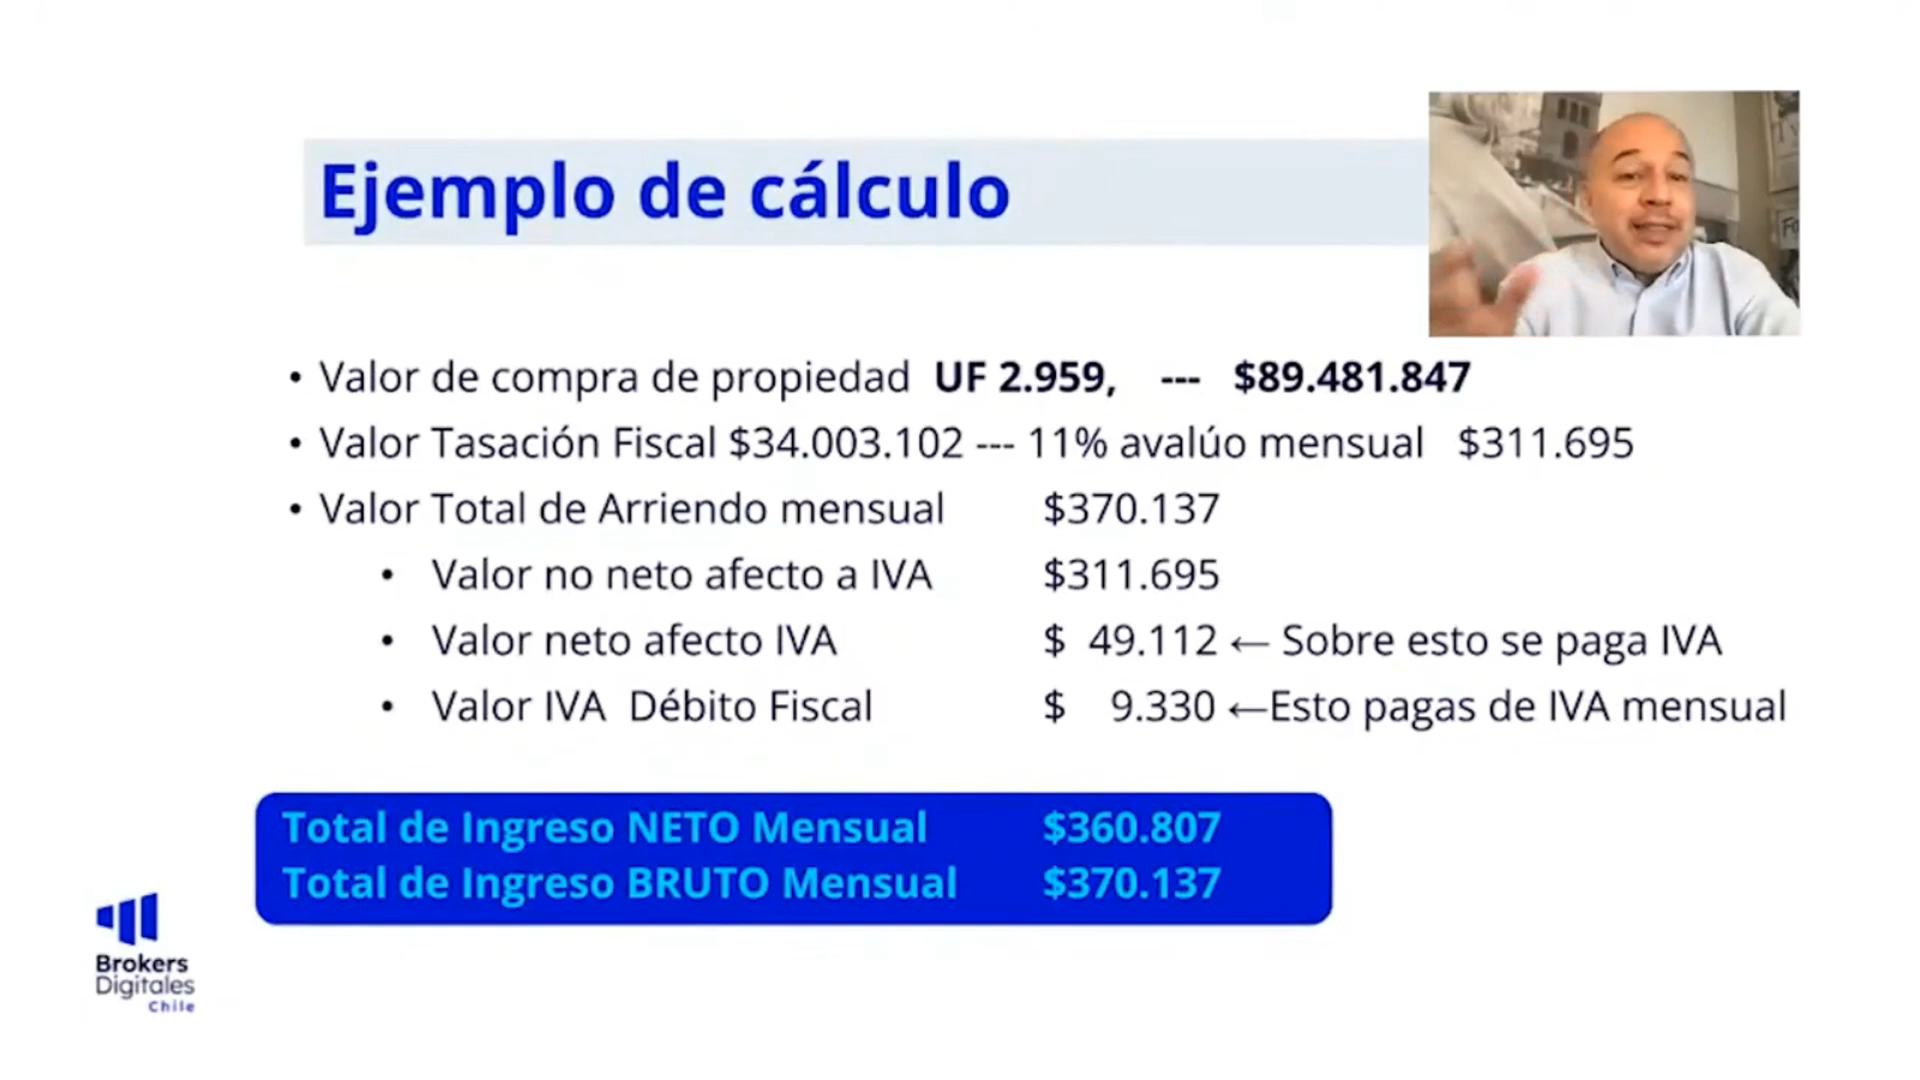 Ejemplo de cálculo
• Valor de compra de propiedad UF 2.959, --- $89.481.847
• Valor Tasación Fiscal $34.003.102 --- 11% avalúo mensual $311.695
• Valor Total de Arriendo mensual $370.137
• Valor no neto afecto a IVA $311.695
• Valor neto afecto IVA $ 49.112 ← Sobre esto se paga IVA
• Valor IVA Débito Fiscal $ 9.330 ←Esto pagas de IVA mensual
Total de Ingreso NETO Mensual $360.807
Total de Ingreso BRUTO Mensual $370.137
Brokers
Digitales
Chile